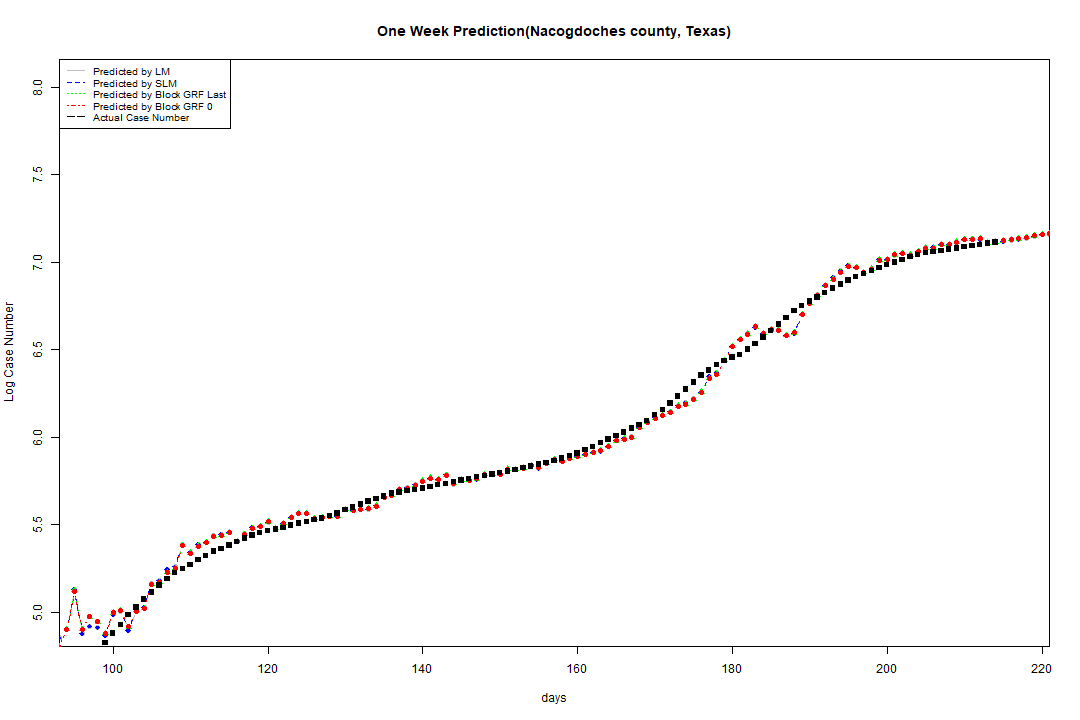 One Week Prediction(Nacogdoches county, Texas)
Predicted by LM
Predicted by SLM
Predicted by Block GRF Last
Predicted by Block GRF 0
Actual Case Number
8.0
7.5
7.0
6.5
6.0
5.5
5.0
Log Case Number
100 120 140 160 180 200 220
days